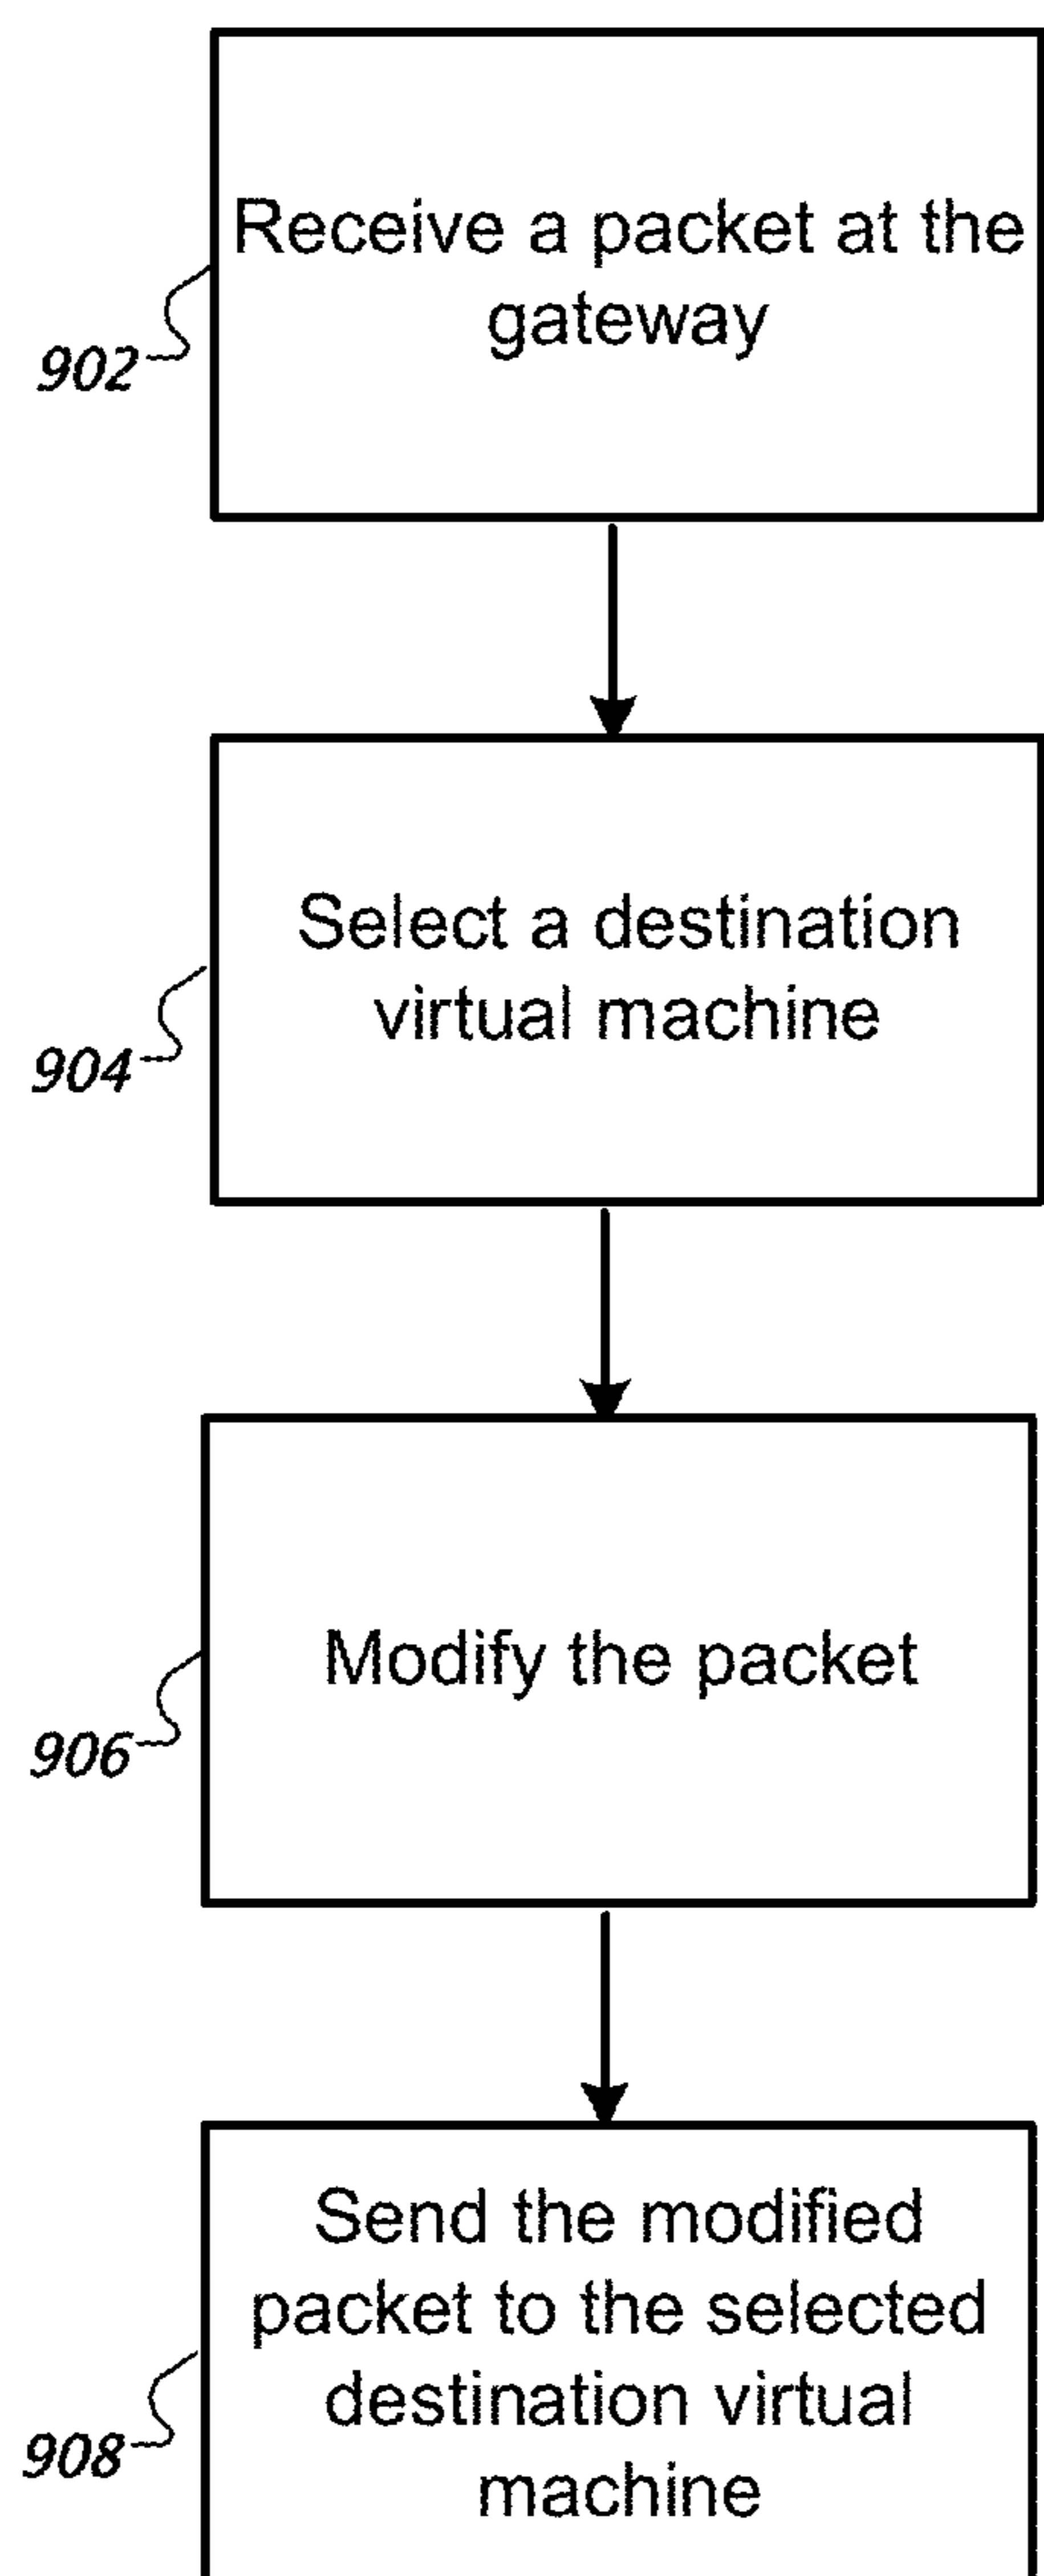 Receive a packet at the
gateway
902
Select a destination
virtual machine
904
Modify the packet
906
Send the modified
packet to the selected
destination virtual
machine
908